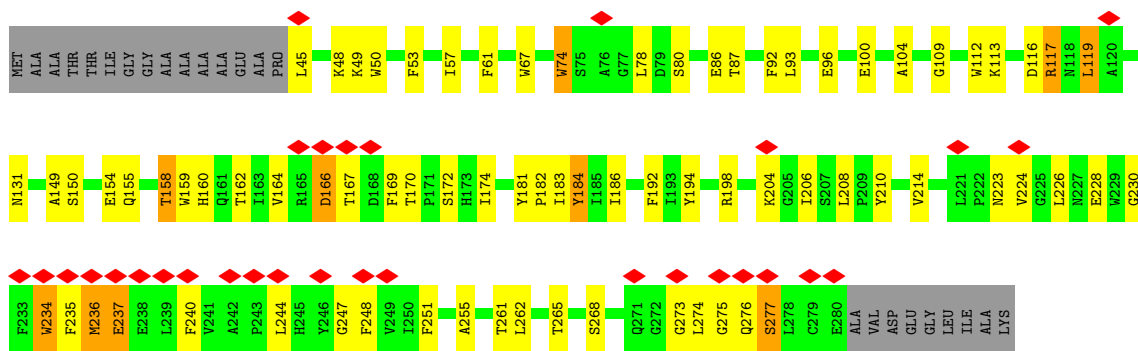 MET ALA ALA THR THR ILE GLY GLY ALA ALA ALA ALA GLU ALA PRO L45 K48 K49 W50 F53 I57 F61 W67 W74 S75 A76 G77 L78 D79 S80 E86 T87 F92 L93 E96 E100 A104 G109 W112 K113 D116 R117 N118 L119 A120
N131 A149 S150 E154 Q155 T158 W159 H160 Q161 T162 I163 V164 R165 D166 T167 D168 F169 T170 P171 S172 H173 I174 Y181 P182 I183 Y184 I185 I186 F192 I193 Y194 R198 K204 G205 I206 S207 L208 P209 Y210 V214 L221 P222 N223 V224 G225 L226 N227 E228 W229 G230
F233 W234 F235 M236 E237 E238 L239 F240 V241 A242 P243 L244 H245 Y246 G247 F248 V249 I250 F251 A255 T261 L262 T265 S268 Q271 G272 G273 L274 G275 Q276 S277 L278 C279 E280 ALA VAL ASP GLU GLY LEU ILE ALA LYS